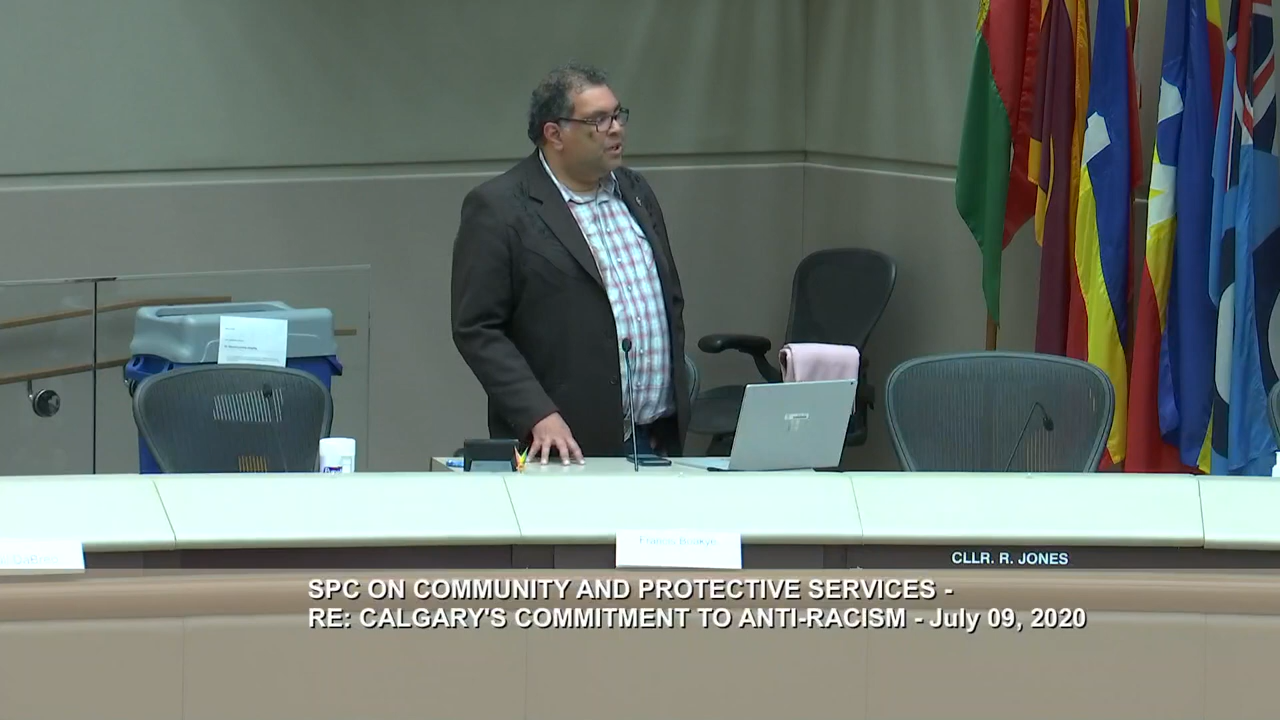 CLLR. R. JONES
SPC ON COMMUNITY AND PROTECTIVE SERVICES -
RE: CALGARY'S COMMITMENT TO ANTI-RACISM - July 09, 2020